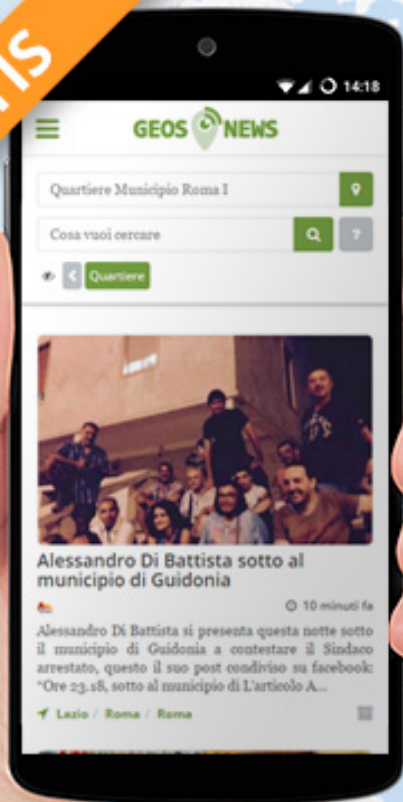 TIS
14:18
GEOS NEWS
Quartiere Municipio Roma I
Cosa vuoi cercare
?
Quartiere
Alessandro Di Battista sotto al
municipio di Guidonia
10 minuti fa
Alessandro Di Battista si presenta questa notte sotto
il municipio di Guidonia a contestare il Sindaco
arrestato, questo il suo post condiviso su facebook:
“Ore 23.18, sotto al municipio di L'articolo A...
Lazio / Roma / Roma